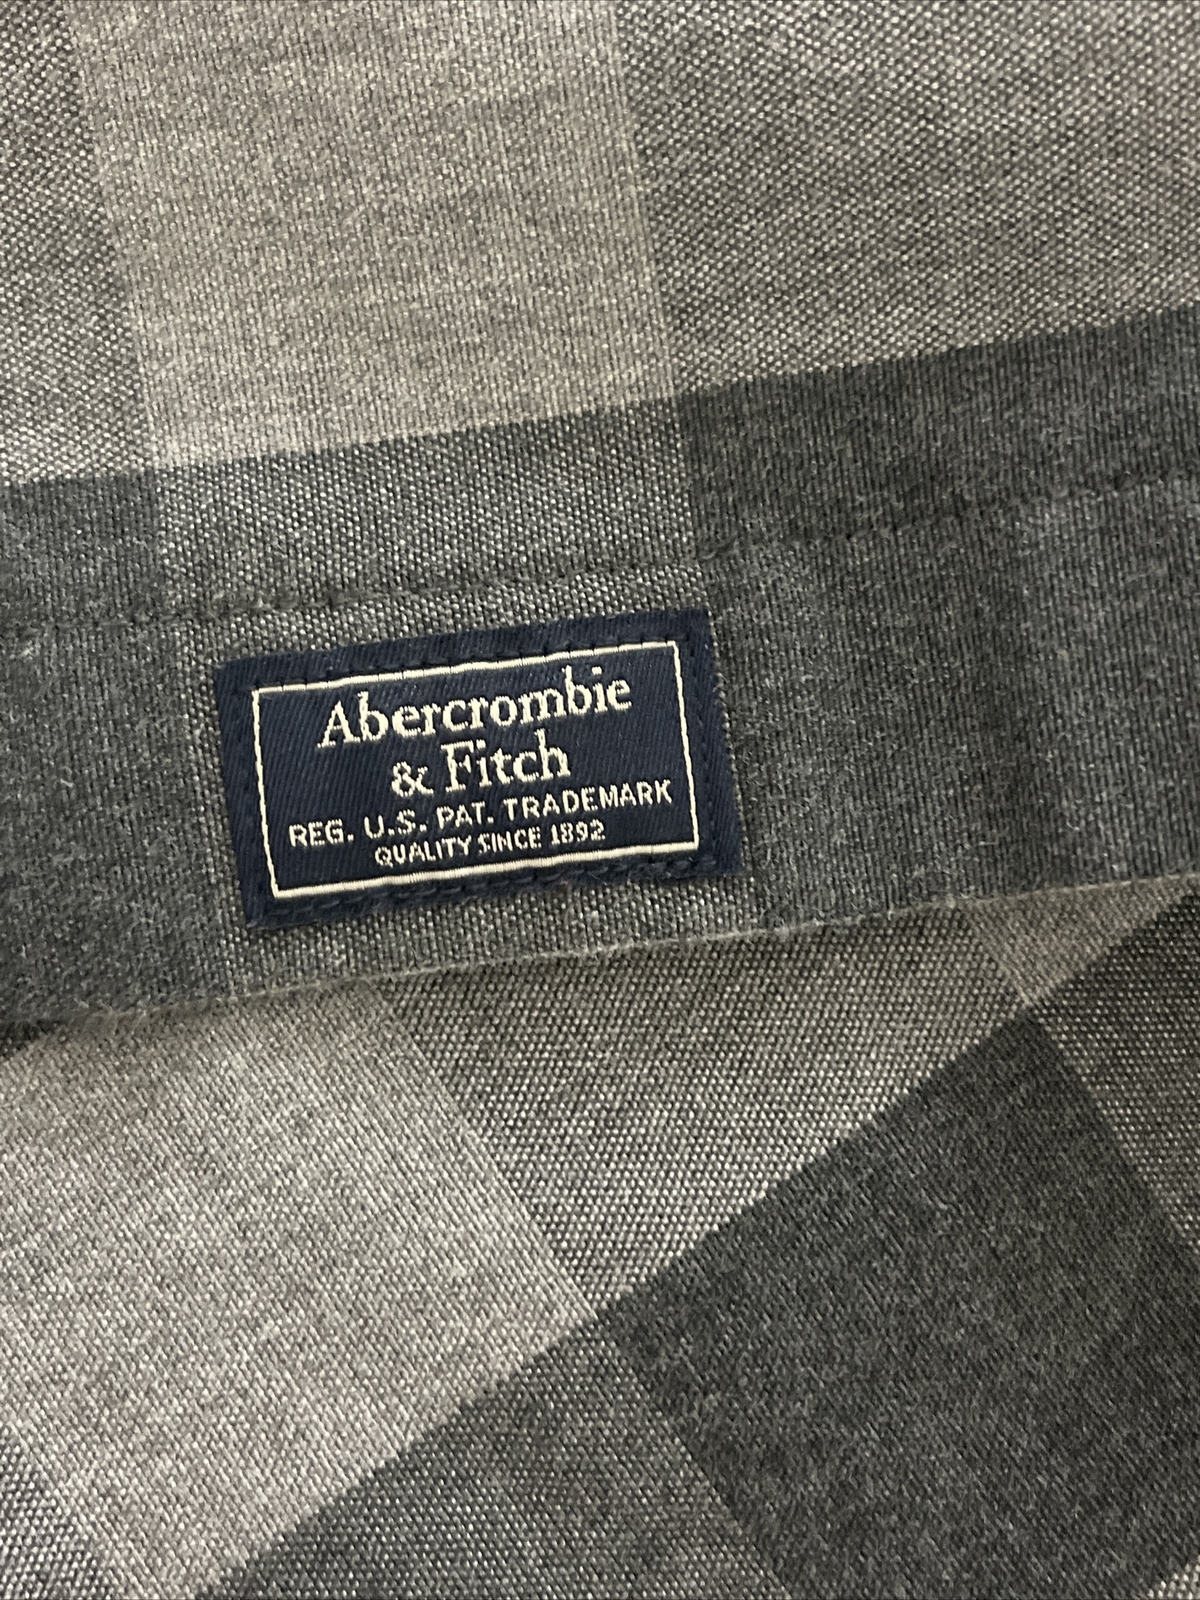 Abercrombie
& Fitch
REG. U.S. PAT. TRADEMARK
QUALITY SINCE 1892